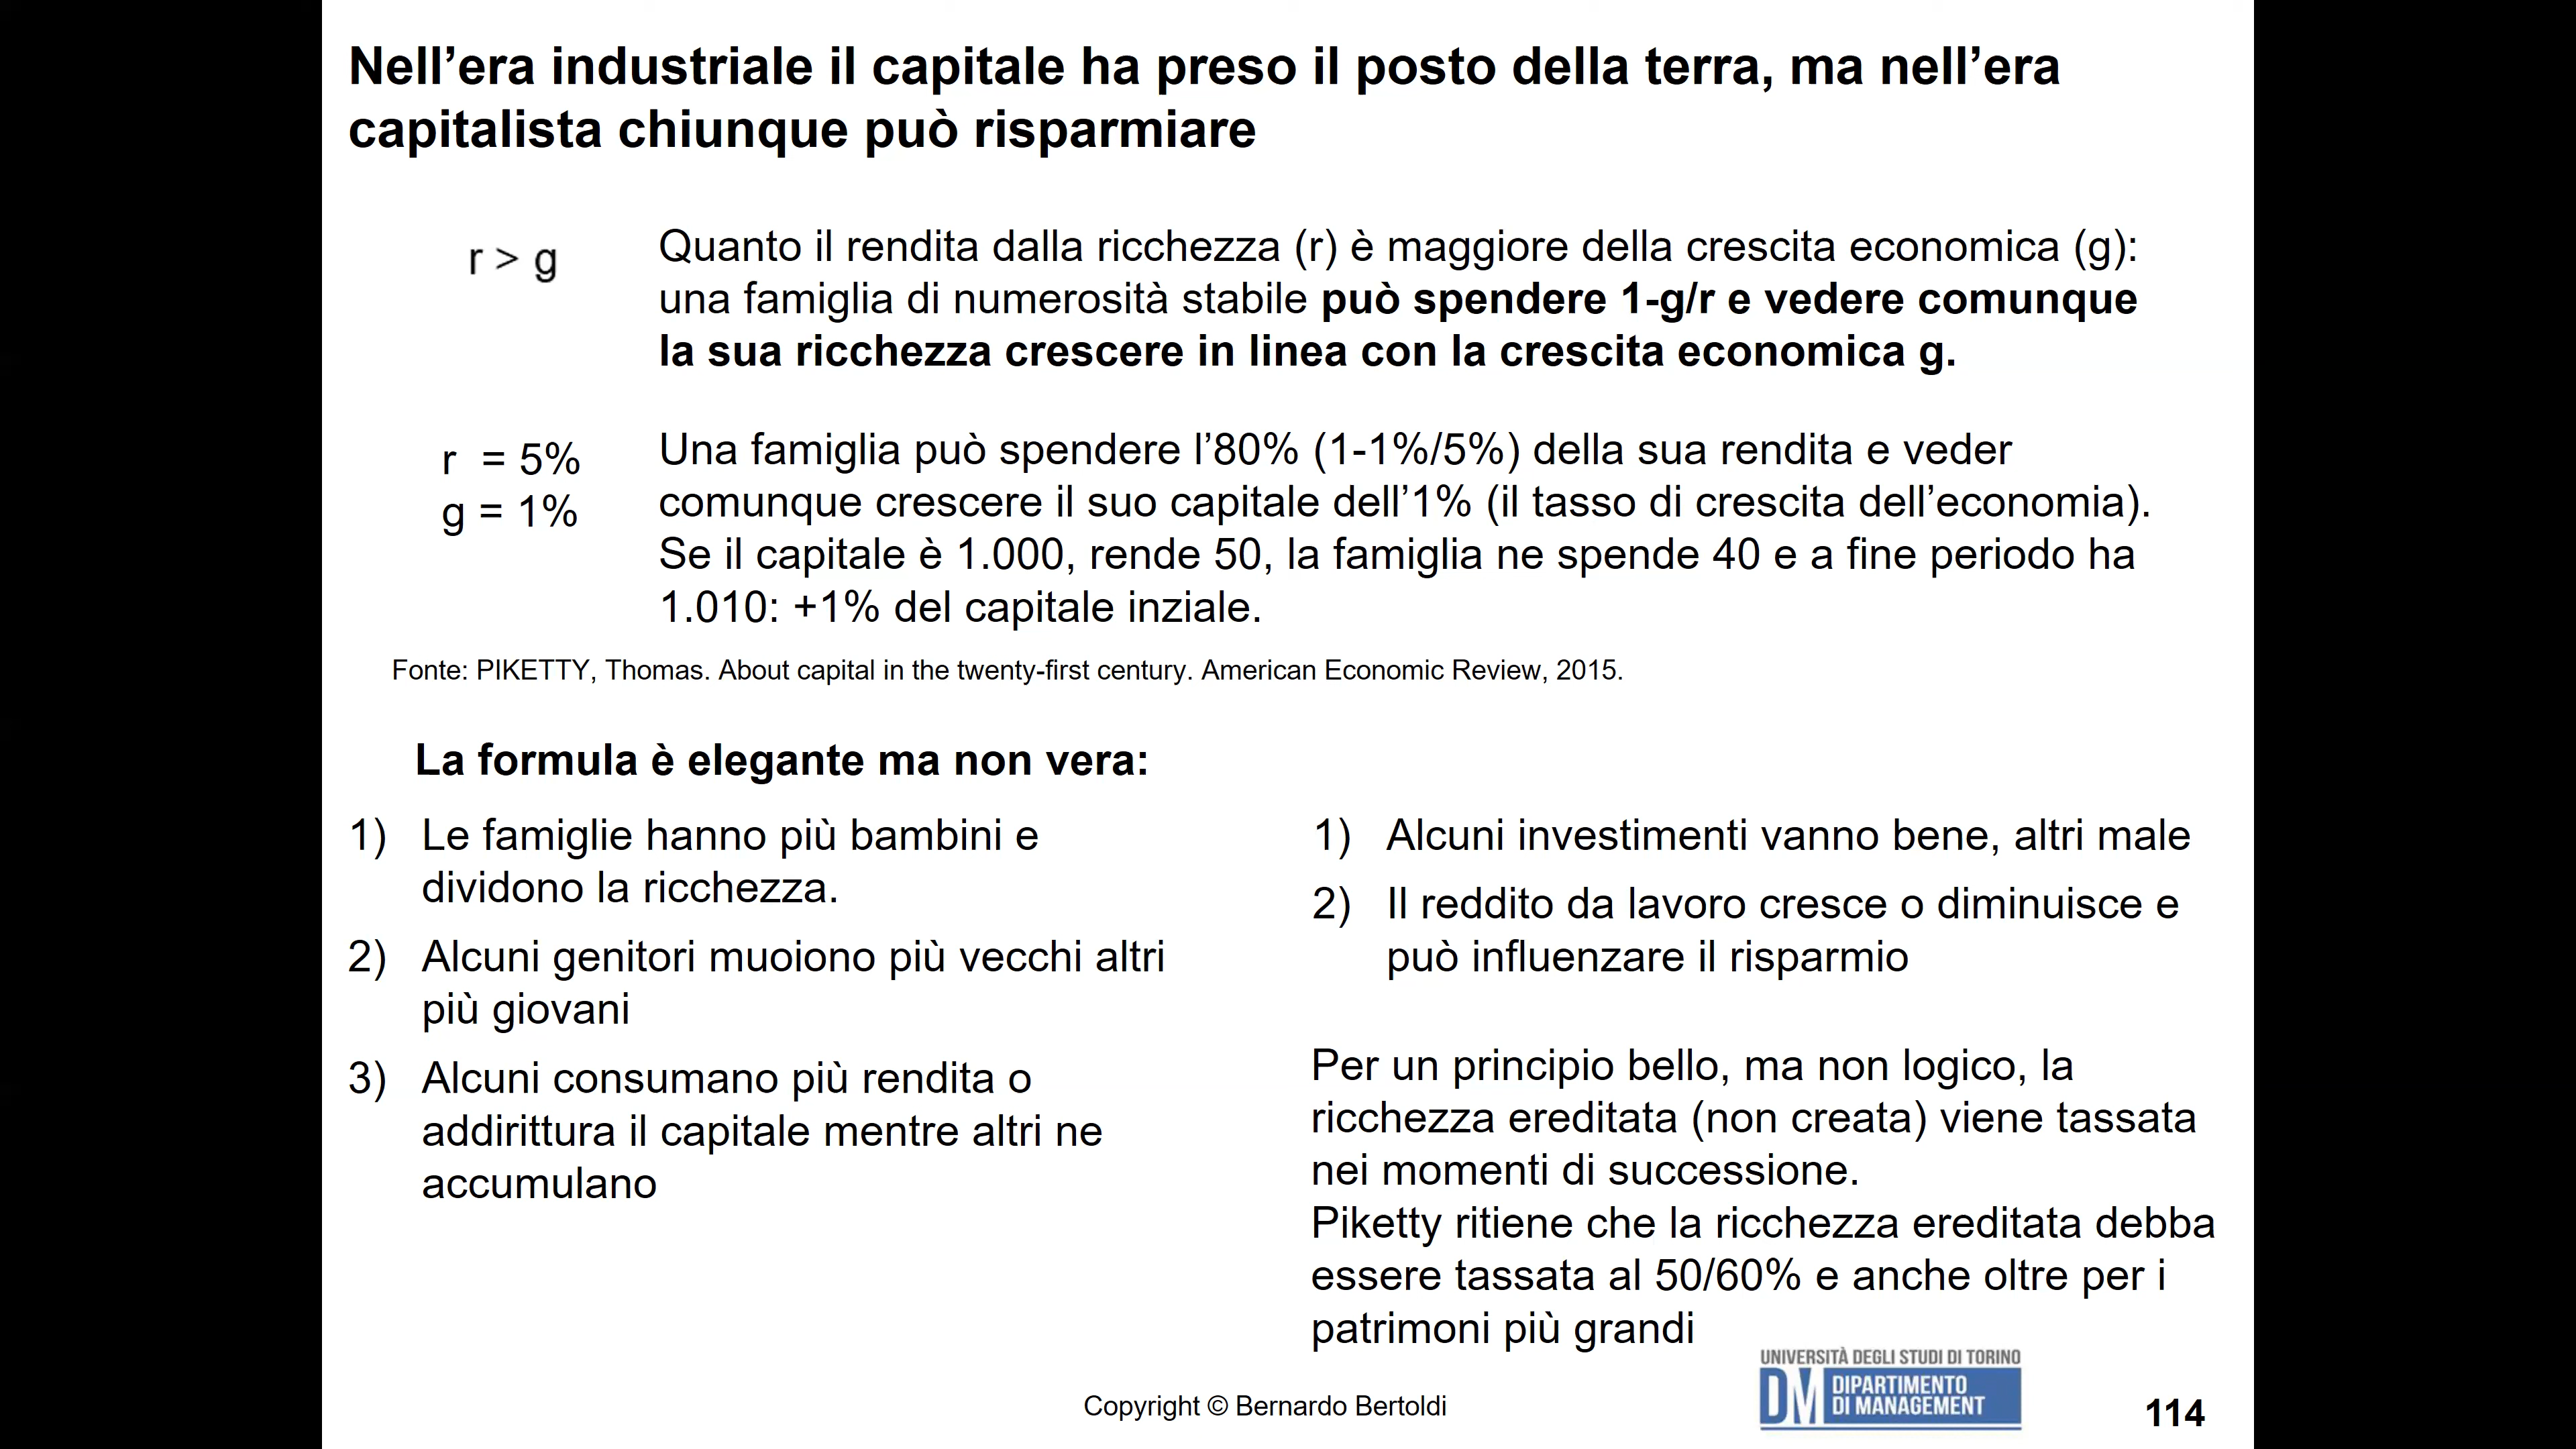 Nell’era industriale il capitale ha preso il posto della terra, ma nell’era
capitalista chiunque può risparmiare
r > g
Quanto il rendita dalla ricchezza (r) è maggiore della crescita economica (g):
una famiglia di numerosità stabile può spendere 1-g/r e vedere comunque
la sua ricchezza crescere in linea con la crescita economica g.
r = 5%
g = 1%
Una famiglia può spendere l’80% (1-1%/5%) della sua rendita e veder
comunque crescere il suo capitale dell’1% (il tasso di crescita dell’economia).
Se il capitale è 1.000, rende 50, la famiglia ne spende 40 e a fine periodo ha
1.010: +1% del capitale inziale.
Fonte: PIKETTY, Thomas. About capital in the twenty-first century. American Economic Review, 2015.
La formula è elegante ma non vera:
1) Le famiglie hanno più bambini e
dividono la ricchezza.
2) Alcuni genitori muoiono più vecchi altri
più giovani
3) Alcuni consumano più rendita o
addirittura il capitale mentre altri ne
accumulano
1) Alcuni investimenti vanno bene, altri male
2) Il reddito da lavoro cresce o diminuisce e
può influenzare il risparmio
Per un principio bello, ma non logico, la
ricchezza ereditata (non creata) viene tassata
nei momenti di successione.
Piketty ritiene che la ricchezza ereditata debba
essere tassata al 50/60% e anche oltre per i
patrimoni più grandi
UNIVERSITÀ DEGLI STUDI DI TORINO
DM DIPARTIMENTO
DI MANAGEMENT
Copyright © Bernardo Bertoldi
114